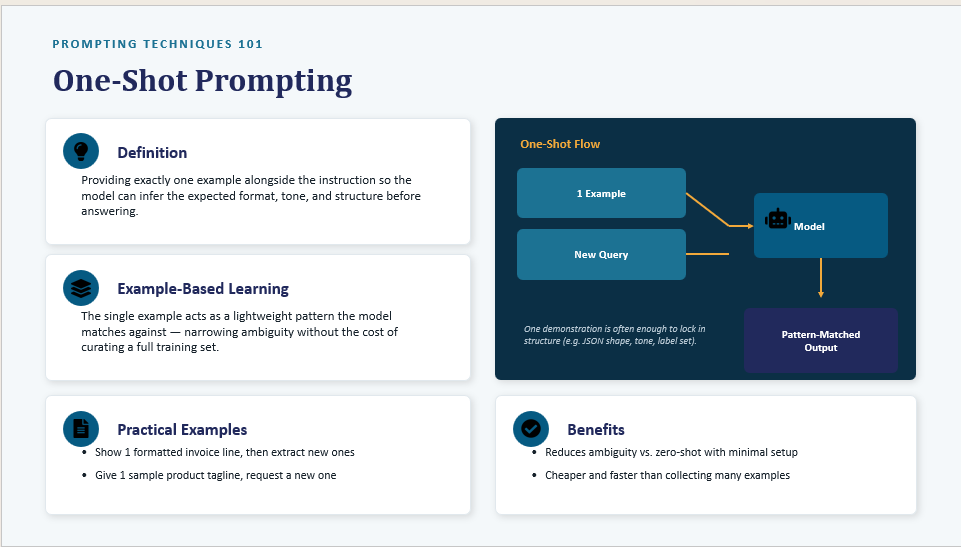 PROMPTING TECHNIQUES 101
One-Shot Prompting
Definition
Providing exactly one example alongside the instruction so the
model can infer the expected format, tone, and structure before
answering.
Example-Based Learning
The single example acts as a lightweight pattern the model
matches against — narrowing ambiguity without the cost of
curating a full training set.
One-Shot Flow
1 Example
New Query
Model
One demonstration is often enough to lock in
structure (e.g. JSON shape, tone, label set).
Pattern-Matched
Output
Practical Examples
• Show 1 formatted invoice line, then extract new ones
• Give 1 sample product tagline, request a new one
Benefits
• Reduces ambiguity vs. zero-shot with minimal setup
• Cheaper and faster than collecting many examples